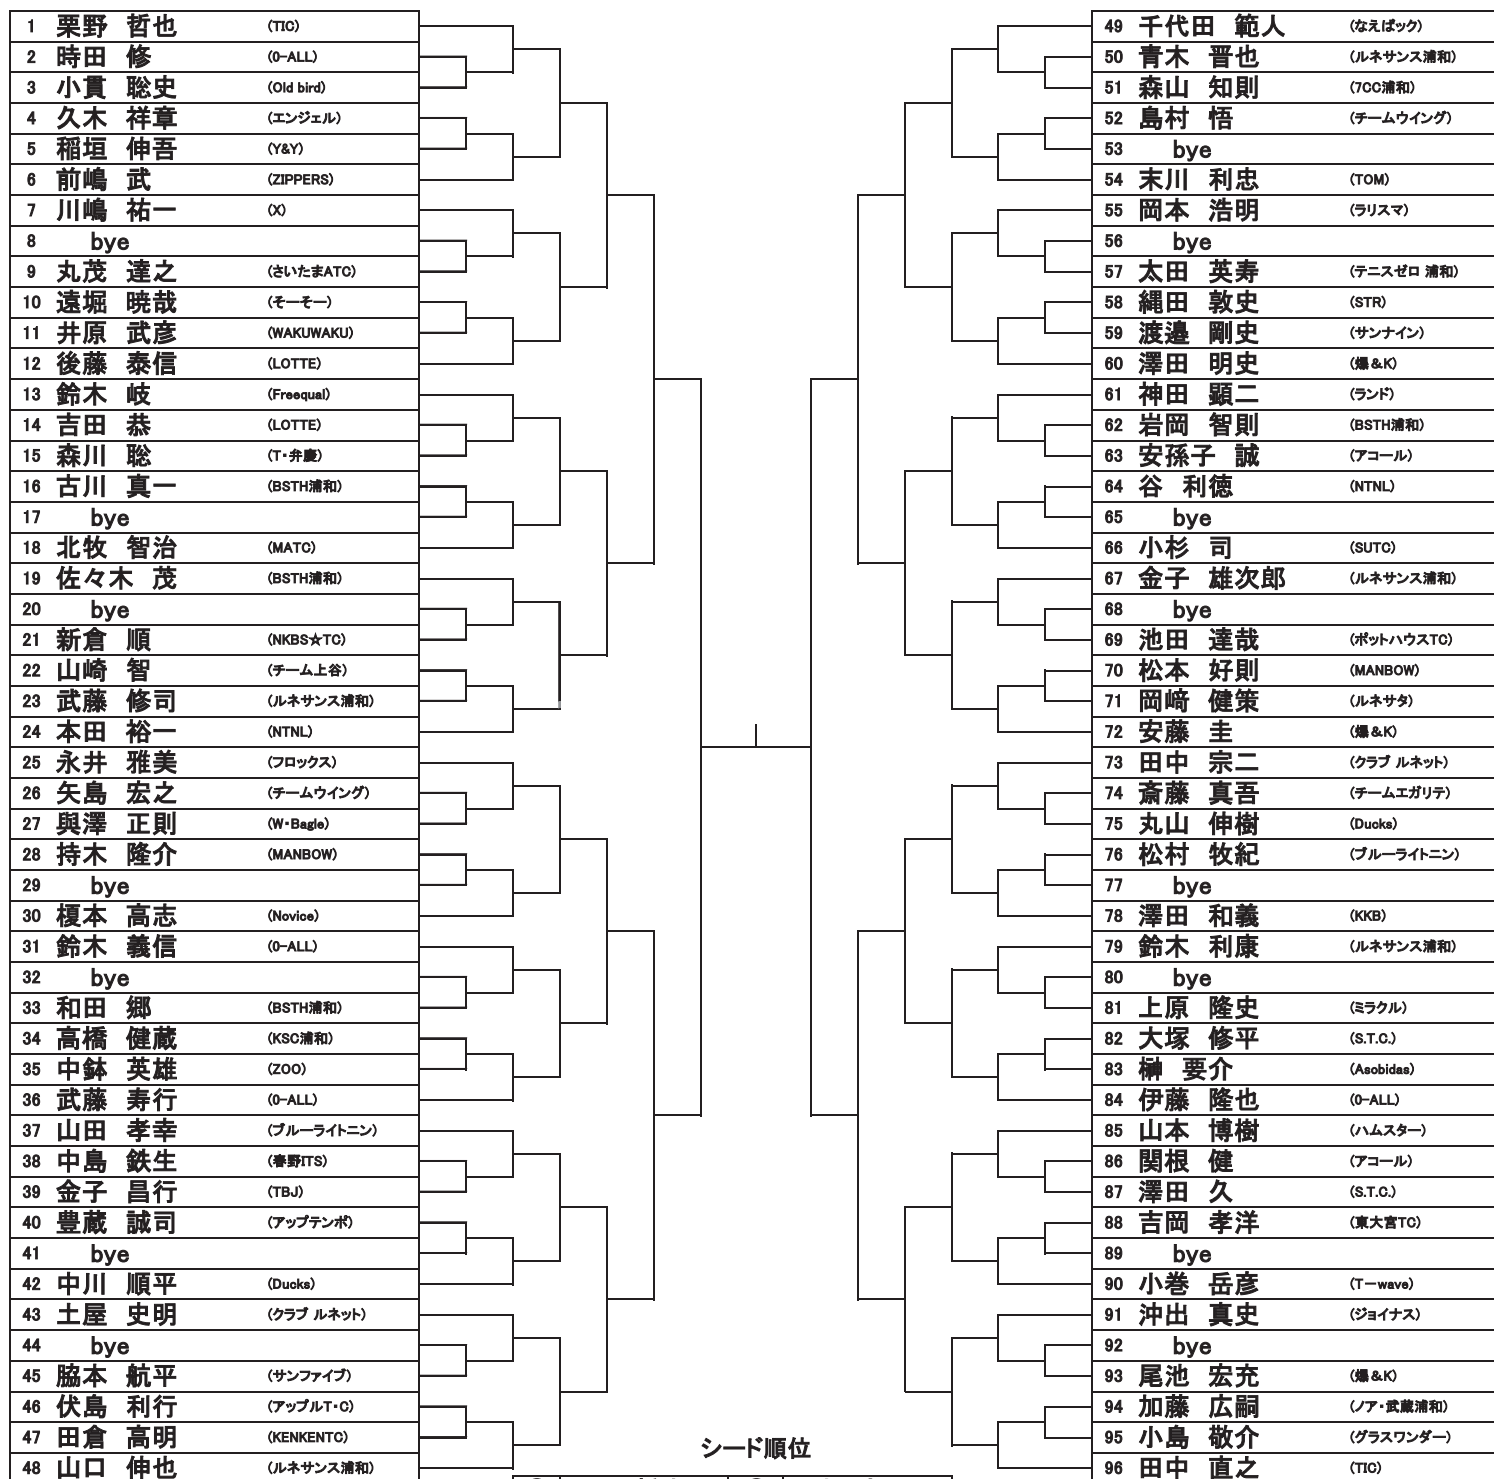 1 栗野 哲也 (TIC)
2 時田 修 (O-ALL)
3 小貫 聡史 (Old bird)
4 久木 祥章 (エンジェル)
5 稲垣 伸吾 (Y&Y)
6 前嶋 武 (ZIPPERS)
7 川嶋 祐一 (X)
8 bye
9 丸茂 達之 (さいたまATC)
10 遠堀 暁哉 (そーそー)
11 井原 武彦 (WAKUWAKU)
12 後藤 泰信 (LOTTE)
13 鈴木 岐 (Freequal)
14 吉田 恭 (LOTTE)
15 森川 聡 (T・弁慶)
16 古川 真一 (BSTH浦和)
17 bye
18 北牧 智治 (MATC)
19 佐々木 茂 (BSTH浦和)
20 bye
21 新倉 順 (NKBS☆TC)
22 山崎 智 (チーム上谷)
23 武藤 修司 (ルネサンス浦和)
24 本田 裕一 (NTNL)
25 永井 雅美 (フロックス)
26 矢島 宏之 (チームウイング)
27 與澤 正則 (W・Bagle)
28 持木 隆介 (MANBOW)
29 bye
30 榎本 高志 (Novice)
31 鈴木 義信 (O-ALL)
32 bye
33 和田 郷 (BSTH浦和)
34 高橋 健蔵 (KSC浦和)
35 中鉢 英雄 (ZOO)
36 武藤 寿行 (O-ALL)
37 山田 孝幸 (ブルーライトニン)
38 中島 鉄生 (春野ITS)
39 金子 昌行 (TBJ)
40 豊蔵 誠司 (アップテンポ)
41 bye
42 中川 順平 (Ducks)
43 土屋 史明 (クラブ ルネット)
44 bye
45 脇本 航平 (サンファイブ)
46 伏島 利行 (アップルT・C)
47 田倉 高明 (KENKENTC)
48 山口 伸也 (ルネサンス浦和)
49 千代田 範人 (なえばック)
50 青木 晋也 (ルネサンス浦和)
51 森山 知則 (7CC浦和)
52 島村 悟 (チームウイング)
53 bye
54 末川 利忠 (TOM)
55 岡本 浩明 (ラリスマ)
56 bye
57 太田 英寿 (テニスゼロ 浦和)
58 縄田 敦史 (STR)
59 渡邉 剛史 (サンナイン)
60 澤田 明史 (爆&K)
61 神田 顕二 (ランド)
62 岩岡 智則 (BSTH浦和)
63 安孫子 誠 (アコール)
64 谷 利徳 (NTNL)
65 bye
66 小杉 司 (SUTC)
67 金子 雄次郎 (ルネサンス浦和)
68 bye
69 池田 達哉 (ポットハウスTC)
70 松本 好則 (MANBOW)
71 岡﨑 健策 (ルネサタ)
72 安藤 圭 (爆&K)
73 田中 宗二 (クラブ ルネット)
74 斎藤 真吾 (チームエガリテ)
75 丸山 伸樹 (Ducks)
76 松村 牧紀 (ブルーライトニン)
77 bye
78 澤田 和義 (KKB)
79 鈴木 利康 (ルネサンス浦和)
80 bye
81 上原 隆史 (ミラクル)
82 大塚 修平 (S.T.C.)
83 榊 要介 (Asobidas)
84 伊藤 隆也 (O-ALL)
85 山本 博樹 (ハムスター)
86 関根 健 (アコール)
87 澤田 久 (S.T.C.)
88 吉岡 孝洋 (東大宮TC)
89 bye
90 小巻 岳彦 (T－wave)
91 沖出 真史 (ジョイナス)
92 bye
93 尾池 宏充 (爆&K)
94 加藤 広嗣 (ノア・武蔵浦和)
95 小島 敬介 (グラスワンダー)
96 田中 直之 (TIC)
シード順位